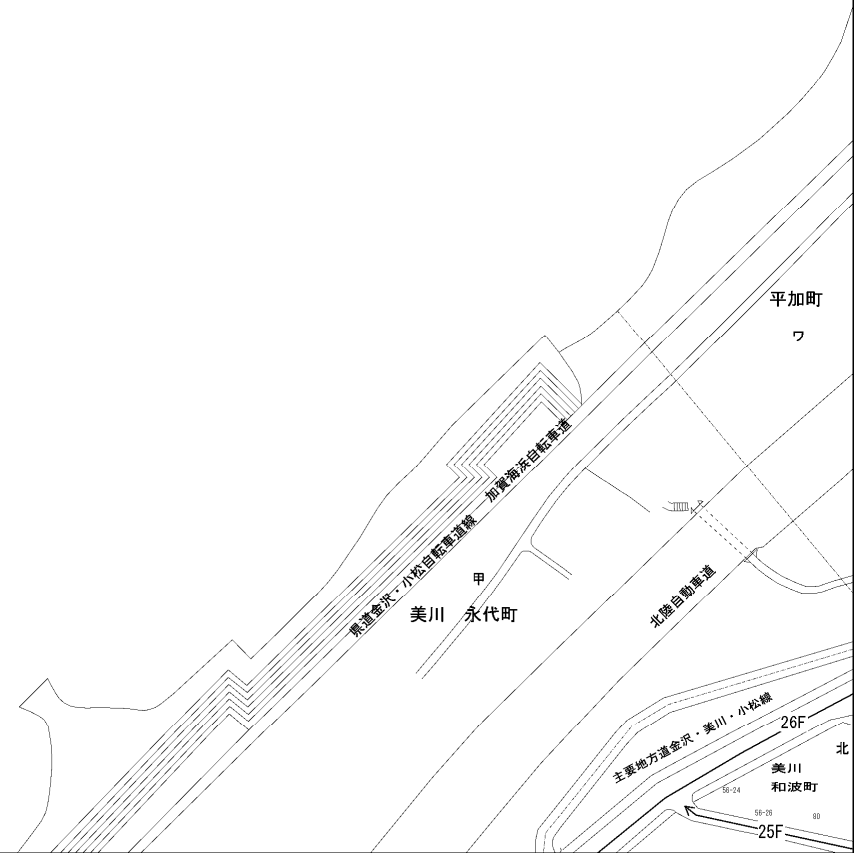 平加町
ワ
県道金沢・小松自転車道線　加賀海浜自転車道
甲
美川　永代町
北陸自動車道
主要地方道金沢・美川・小松線
26F
北
美川
和波町
56-24
56-26
80
25F